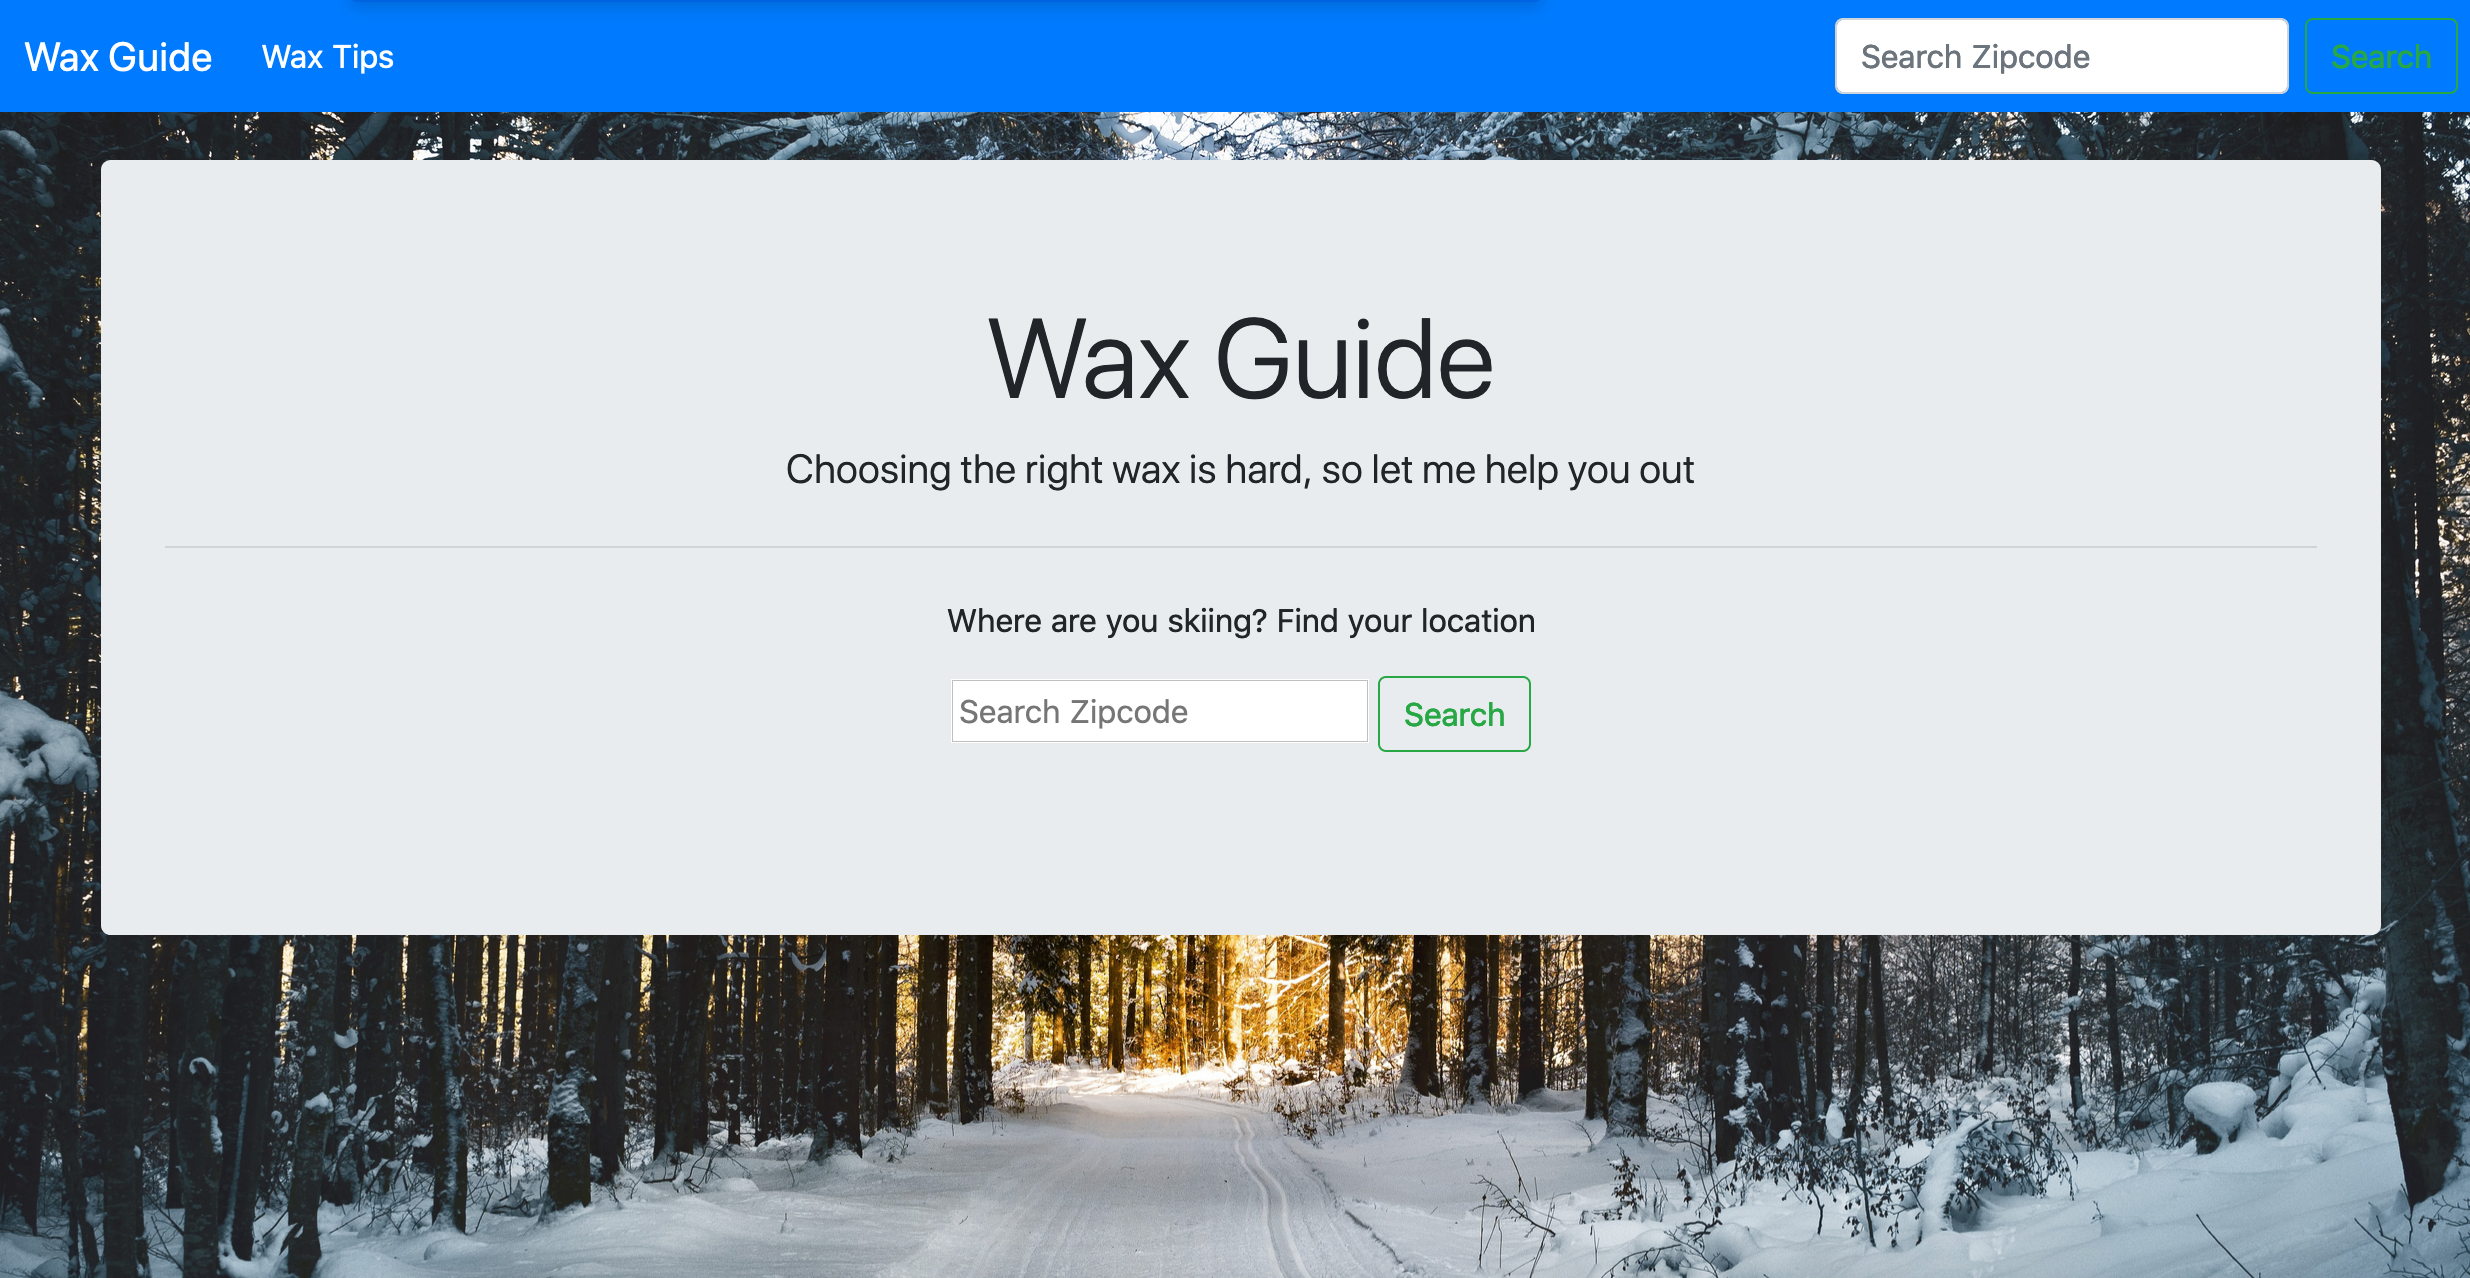 Wax Guide Wax Tips Search Zipcode Search
Wax Guide
Choosing the right wax is hard, so let me help you out
Where are you skiing? Find your location
Search Zipcode Search